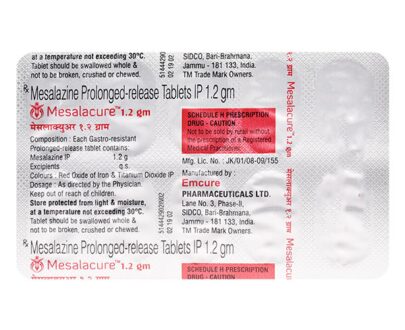 at a temperature not exceeding 30°C.
Tablet should be swallowed whole &
not to be broken, crushed or chewed.
SIDCO, Bari-Brahmana,
Jammu - 181 133, India.
TM Trade Mark Owners.
Rx Mesalazine Prolonged-release Tablets IP 1.2 gm
Mesalacure™ 1.2 gm
मेसलाक्युअर १.२ ग्राम
Composition : Each Gastro-resistant
Prolonged-release tablet contains:
Mesalazine IP 1.2 g
Excipients q.s.
Colours : Red Oxide of Iron & Titanium Dioxide IP
Dosage : As directed by the Physician.
Keep out of reach of children.
Store protected from light & moisture,
at a temperature not exceeding 30°C.
Tablet should be swallowed whole &
not to be broken, crushed or chewed.
SCHEDULE H PRESCRIPTION
DRUG - CAUTION
Not to be sold by retail without
the prescription of a Registered
Medical Practitioner.
Mfg. Lic. No. : JK/01/08-09/155
Manufactured by :
Emcure
PHARMACEUTICALS LTD.
Lane No. 3, Phase-II,
SIDCO, Bari-Brahmana,
Jammu - 181 133, India.
TM Trade Mark Owners.
Rx Mesalazine Prolonged-release Tablets IP 1.2 gm
Mesalacure™ 1.2 gm
SCHEDULE H PRESCRIPTION
DRUG - CAUTION